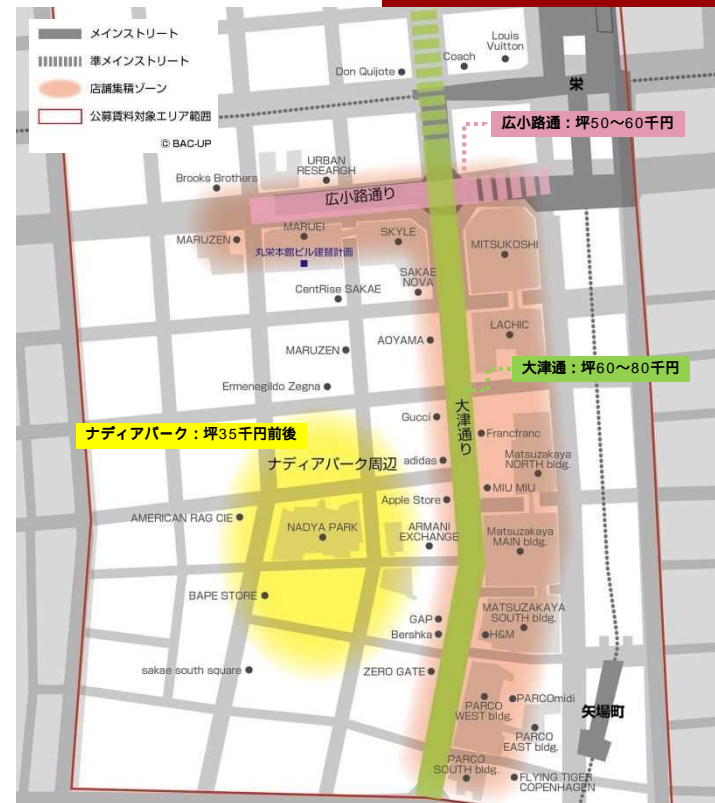 メインストリート
準メインストリート
店舗集積ゾーン
公募賃料対象エリア範囲
© BAC-UP
Louis
Vuitton
Coach
Don Quijote
栄
広小路通：坪50～60千円
URBAN
RESEARGH
Brooks Brothers
広小路通り
MARUZEN
MARUEI
SKYLE
MITSUKOSHI
丸栄本館ビル建替計画
CentRise SAKAE
SAKAE
NOVA
LACHIC
AOYAMA
MARUZEN
大津通：坪60～80千円
Ermenegildo Zegna
大津通り
Gucci
Francfranc
ナディアパーク：坪35千円前後
ナディアパーク周辺
adidas
Matsuzakaya
NORTH bldg.
MIU MIU
Apple Store
AMERICAN RAG CIE
NADYA PARK
ARMANI
EXCHANGE
Matsuzakaya
MAIN bldg.
BAPE STORE
MATSUZAKAYA
SOUTH bldg.
GAP
Bershka
H&M
sakae south square
ZERO GATE
PARCO
WEST bldg.
PARCOmidi
矢場町
PARCO
EAST bldg.
PARCO
SOUTH bldg.
FLYING TIGER
COPENHAGEN